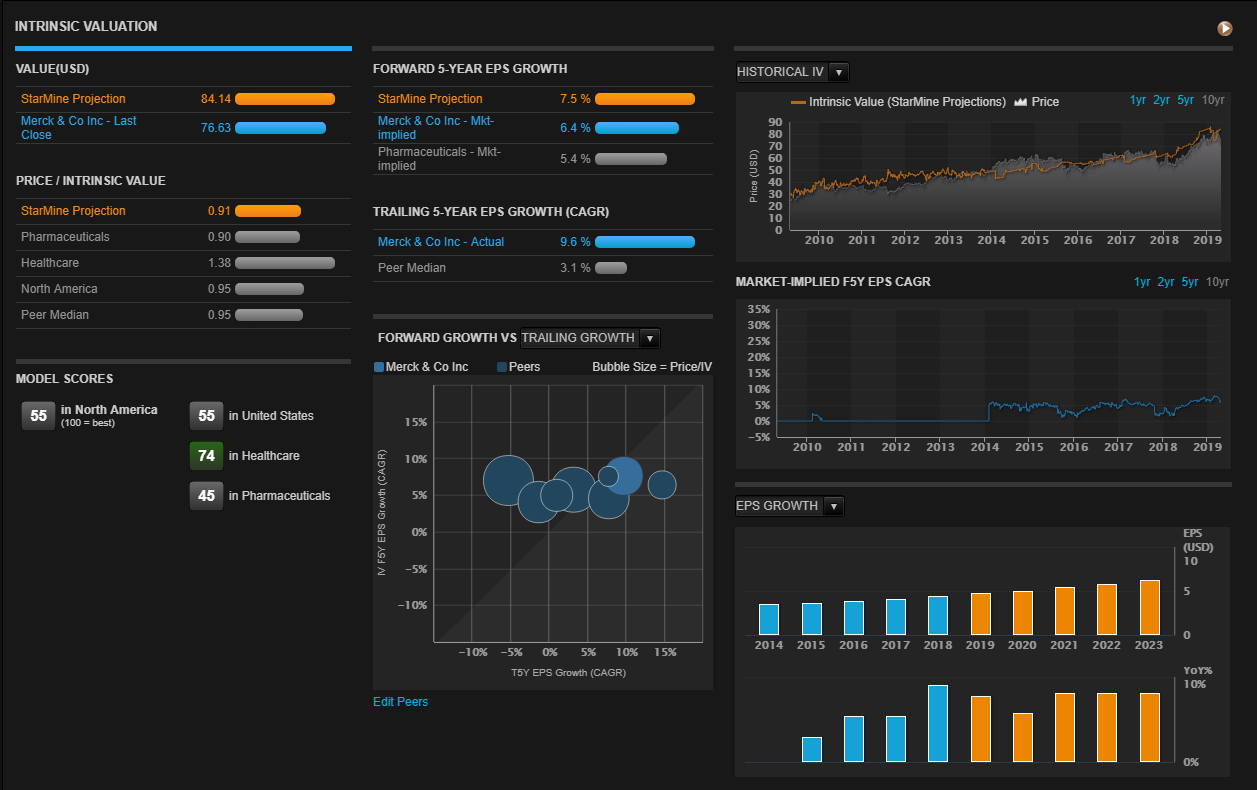 INTRINSIC VALUATION
VALUE(USD)
StarMine Projection 84.14
Merck & Co Inc - Last
Close 76.63
PRICE / INTRINSIC VALUE
StarMine Projection 0.91
Pharmaceuticals 0.90
Healthcare 1.38
North America 0.95
Peer Median 0.95
MODEL SCORES
55 in North America
(100 = best)
55 in United States
74 in Healthcare
45 in Pharmaceuticals
FORWARD 5-YEAR EPS GROWTH
StarMine Projection 7.5 %
Merck & Co Inc - Mkt-
implied 6.4 %
Pharmaceuticals - Mkt-
implied 5.4 %
TRAILING 5-YEAR EPS GROWTH (CAGR)
Merck & Co Inc - Actual 9.6 %
Peer Median 3.1 %
FORWARD GROWTH VS TRAILING GROWTH
Merck & Co Inc Peers Bubble Size = Price/IV
IV F5Y EPS Growth (CAGR)
15%
10%
5%
0%
−5%
−10%
−10% −5% 0% 5% 10% 15%
T5Y EPS Growth (CAGR)
Edit Peers
HISTORICAL IV
Intrinsic Value (StarMine Projections) Price 1yr 2yr 5yr 10yr
Price (USD)
90
80
70
60
50
40
30
20
10
0
2010 2011 2012 2013 2014 2015 2016 2017 2018 2019
MARKET-IMPLIED F5Y EPS CAGR 1yr 2yr 5yr 10yr
35%
30%
25%
20%
15%
10%
5%
0%
−5%
2010 2011 2012 2013 2014 2015 2016 2017 2018 2019
EPS GROWTH
EPS
(USD)
10
5
0
2014 2015 2016 2017 2018 2019 2020 2021 2022 2023
YoY%
10%
0%